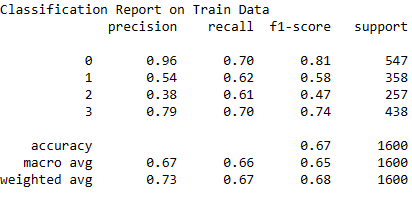 Classification Report on Train Data
precision recall f1-score support
0 0.96 0.70 0.81 547
1 0.54 0.62 0.58 358
2 0.38 0.61 0.47 257
3 0.79 0.70 0.74 438
accuracy 0.67 1600
macro avg 0.67 0.66 0.65 1600
weighted avg 0.73 0.67 0.68 1600